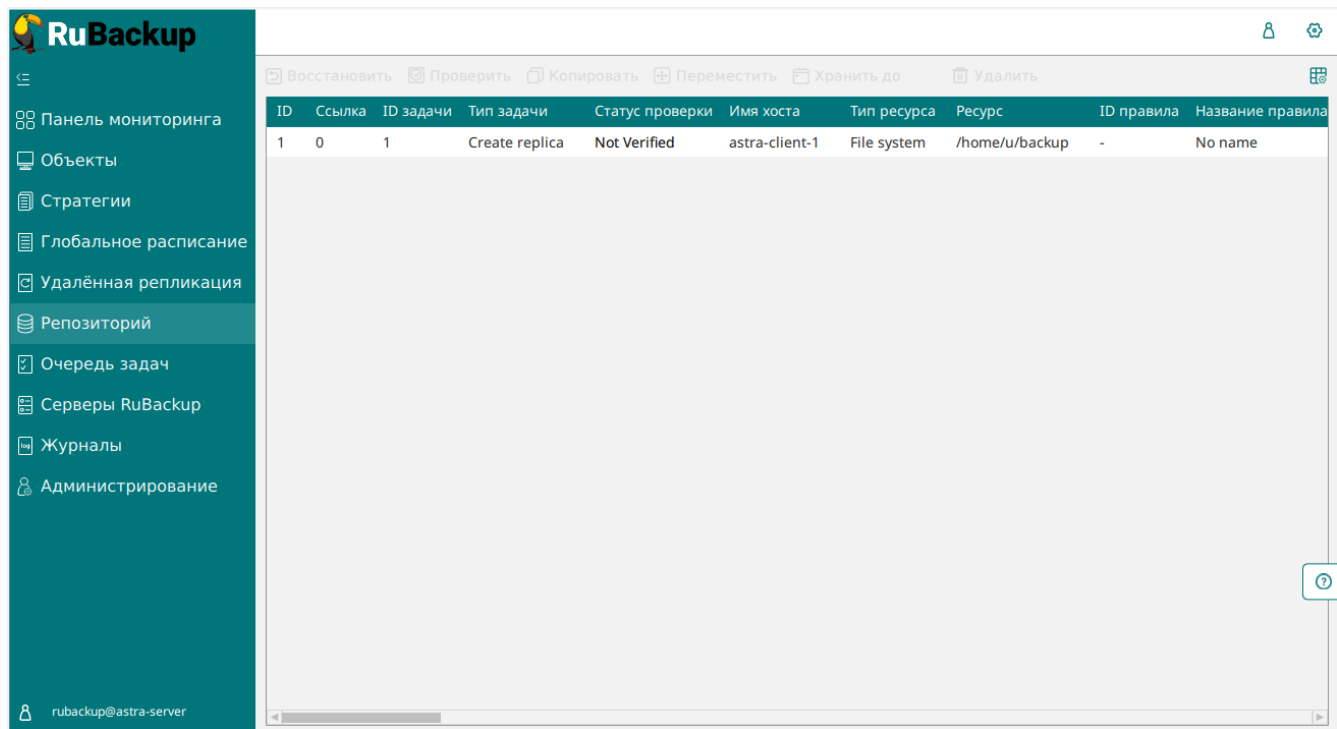 RuBackup
Восстановить Проверить Копировать Переместить Хранить до Удалить
Панель мониторинга
Объекты
Стратегии
Глобальное расписание
Удалённая репликация
Репозиторий
Очередь задач
Серверы RuBackup
log Журналы
Администрирование
rubackup@astra-server
ID Ссылка ID задачи Тип задачи Статус проверки Имя хоста Тип ресурса Ресурс ID правила Название правила
1 0 1 Create replica Not Verified astra-client-1 File system /home/u/backup - No name